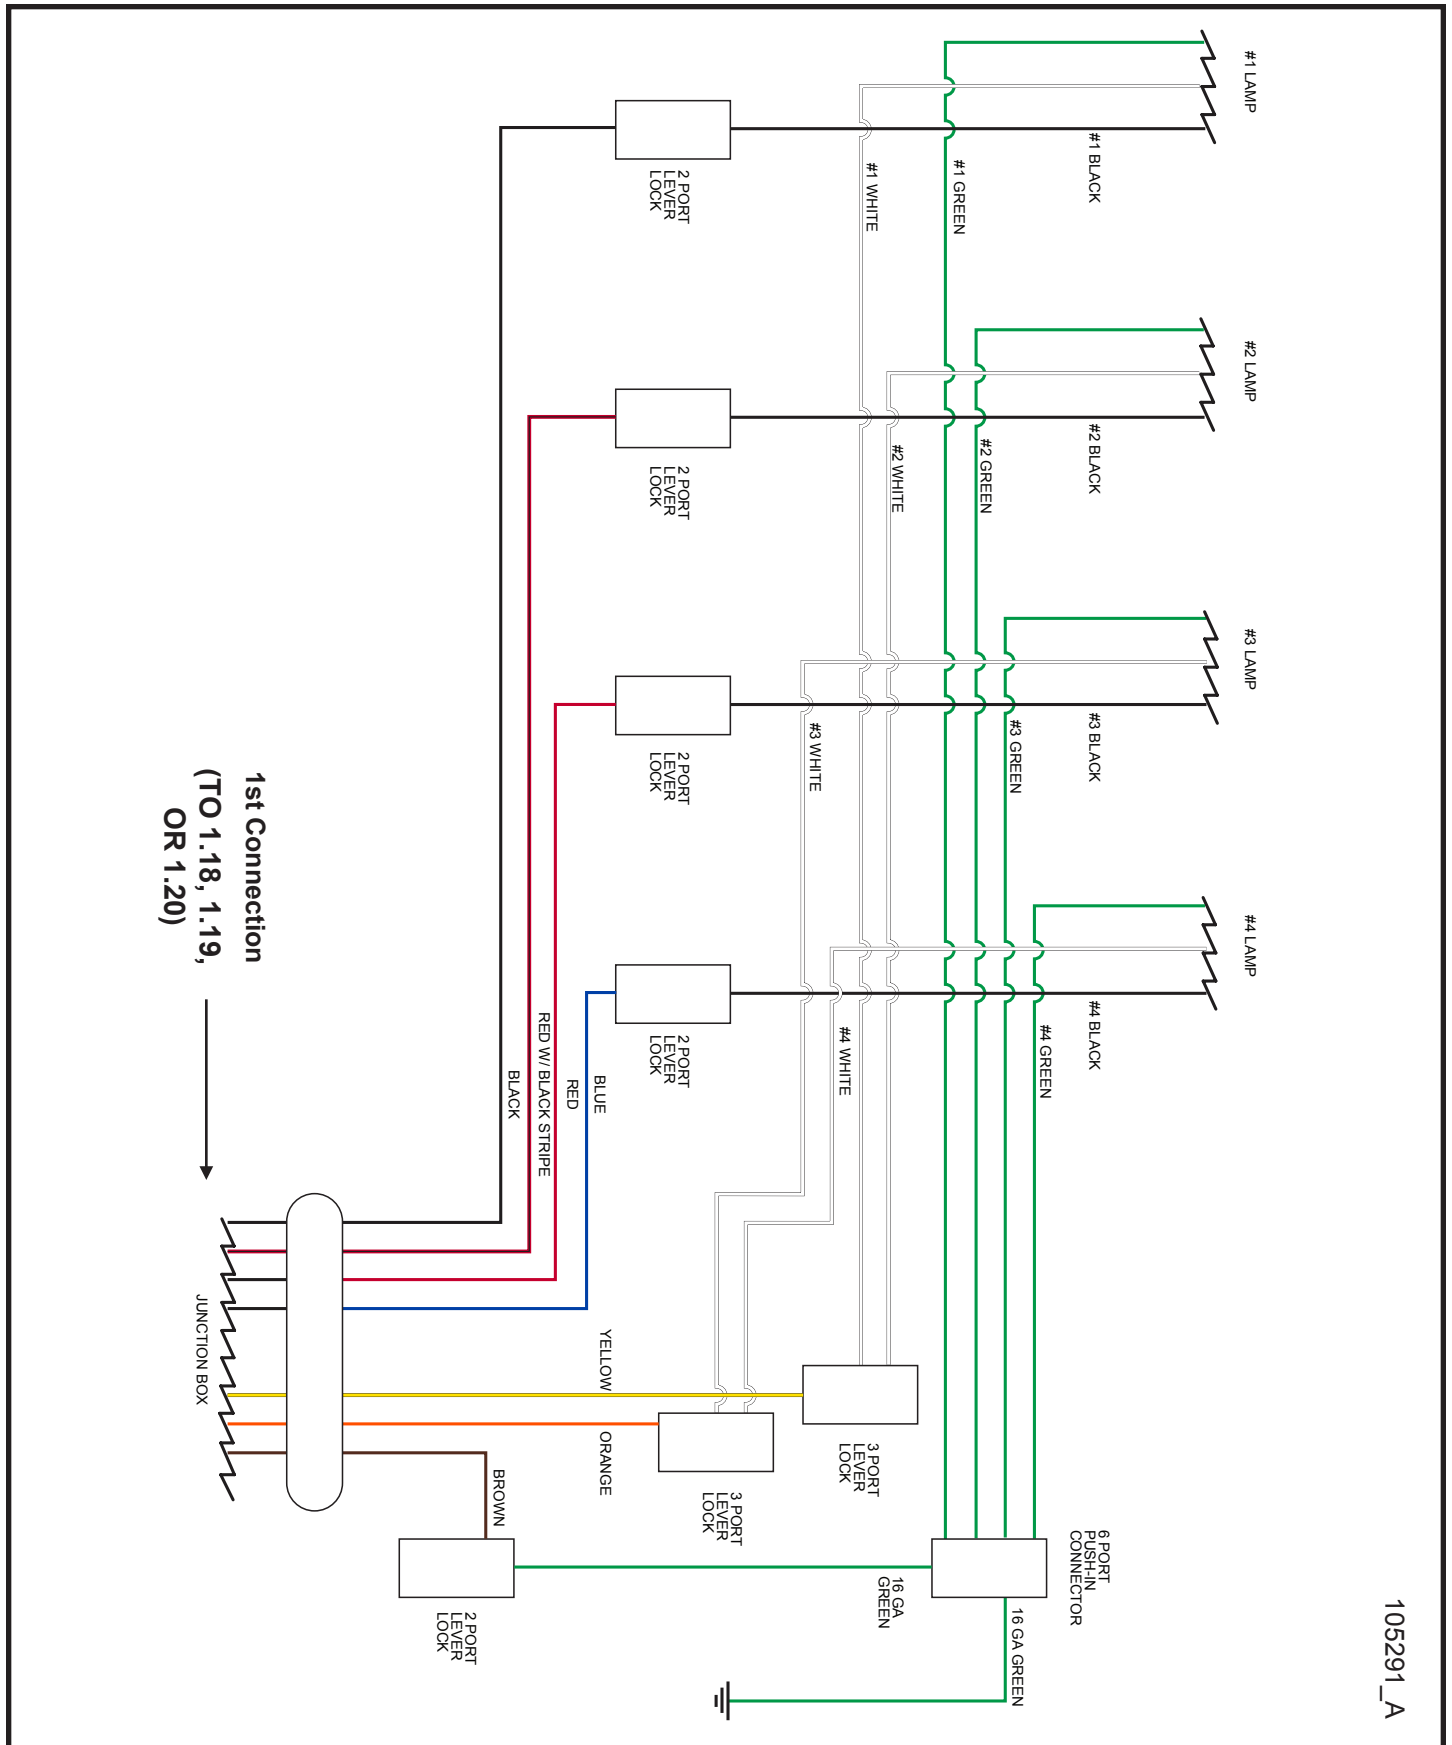 105291_A
#1 LAMP
#2 LAMP
#3 LAMP
#4 LAMP
#1 BLACK
#2 BLACK
#3 BLACK
#4 BLACK
6 PORT
PUSH-IN
CONNECTOR
#1 GREEN
#2 GREEN
#3 GREEN
#4 GREEN
16 GA GREEN
#1 WHITE
#2 WHITE
#3 WHITE
#4 WHITE
16 GA
GREEN
3 PORT
LEVER
LOCK
3 PORT
LEVER
LOCK
2 PORT
LEVER
LOCK
2 PORT
LEVER
LOCK
2 PORT
LEVER
LOCK
2 PORT
LEVER
LOCK
BLUE
RED
RED W/ BLACK STRIPE
BLACK
YELLOW
ORANGE
BROWN
2 PORT
LEVER
LOCK
1st Connection
(TO 1.18, 1.19,
OR 1.20)
JUNCTION BOX